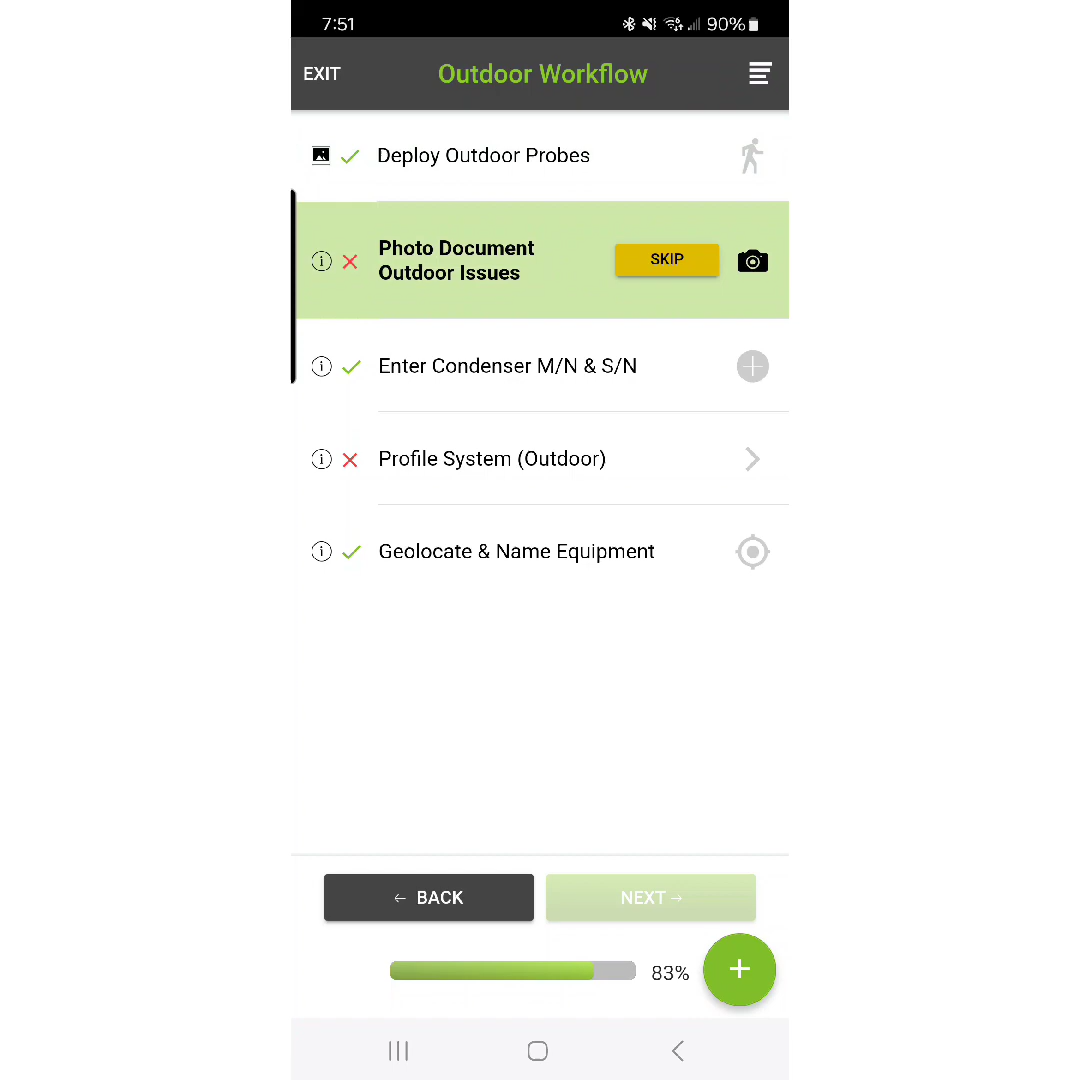 7:51
90%
EXIT
Outdoor Workflow
Deploy Outdoor Probes
Photo Document
Outdoor Issues
SKIP
Enter Condenser M/N & S/N
Profile System (Outdoor)
Geolocate & Name Equipment
← BACK
NEXT →
83%
+